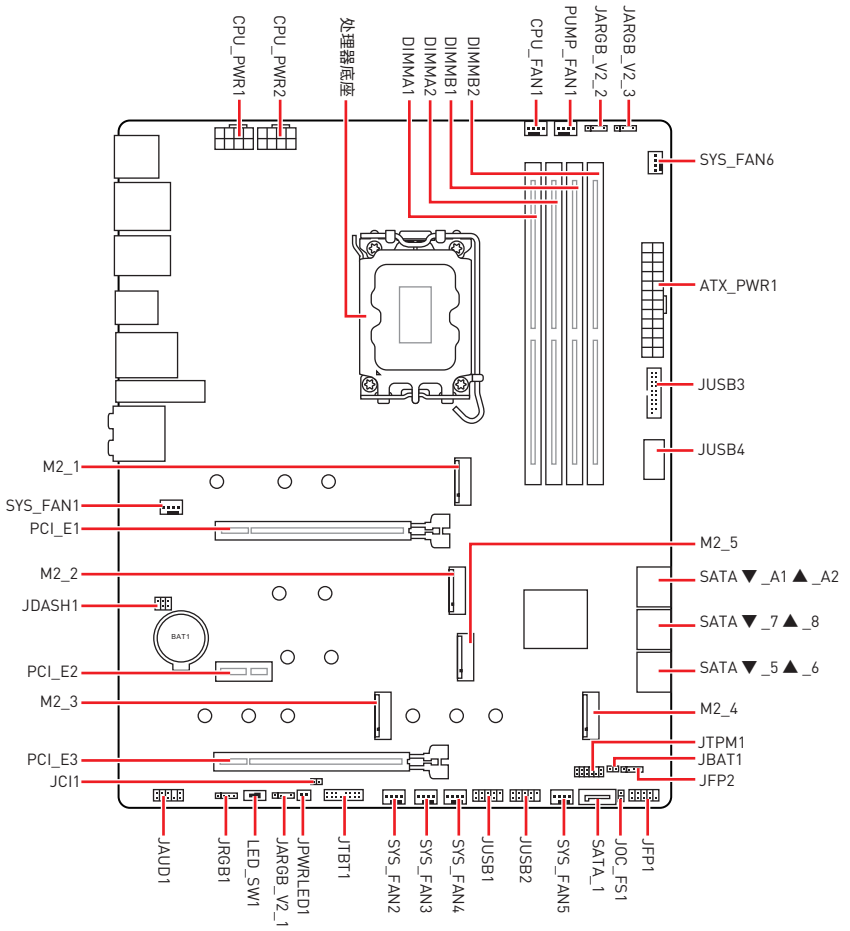 CPU_PWR1
CPU_PWR2
处理器底座
DIMMA1
DIMMA2
DIMMB1
DIMMB2
CPU_FAN1
PUMP_FAN1
JARGB_V2_2
JARGB_V2_3
SYS_FAN6
ATX_PWR1
JUSB3
JUSB4
M2_1
SYS_FAN1
PCI_E1
M2_5
M2_2
SATA ▼ _A1 ▲ _A2
JDASH1
SATA ▼ _7 ▲ _8
BAT1
PCI_E2
SATA ▼ _5 ▲ _6
M2_3
M2_4
JTPM1
PCI_E3
JBAT1
JCI1
JFP2
JAUD1
JRGB1
LED_SW1
JARGB_V2_1
JPWRLED1
JTBT1
SYS_FAN2
SYS_FAN3
SYS_FAN4
JUSB1
JUSB2
SYS_FAN5
SATA_1
JOC_FS1
JFP1